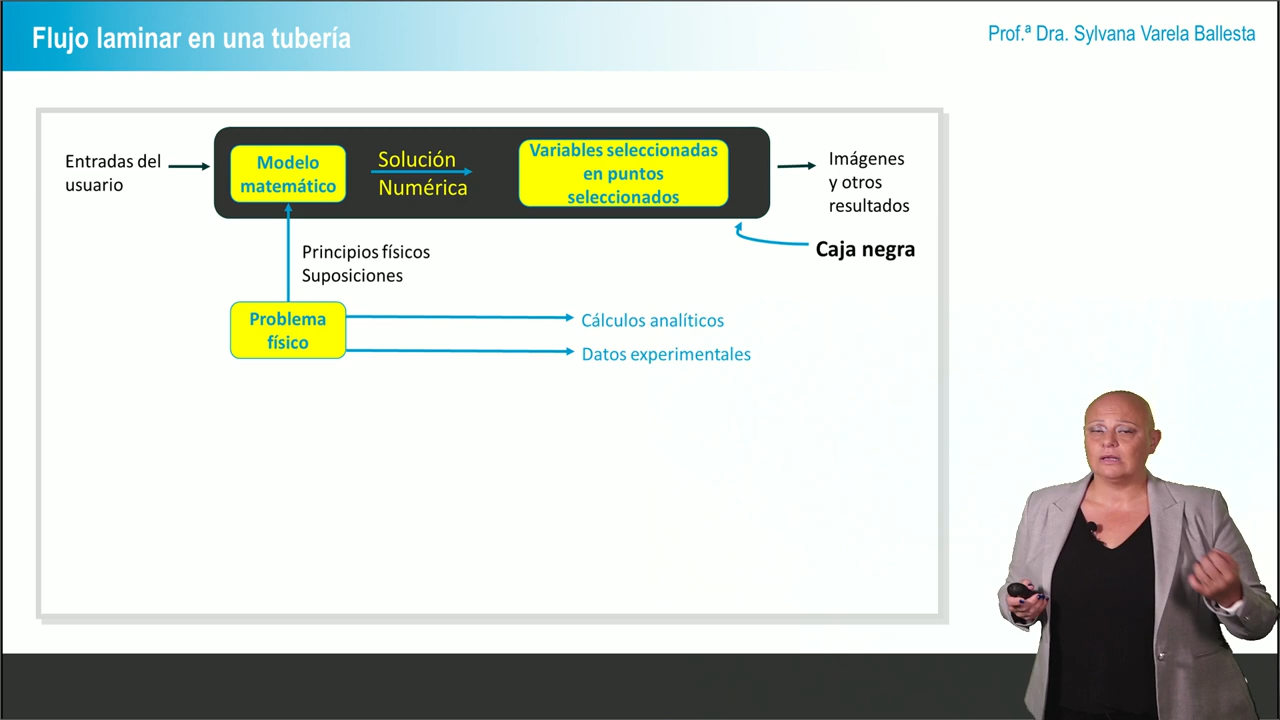 Flujo laminar en una tubería
Prof.ª Dra. Sylvana Varela Ballesta
Entradas del
usuario
Modelo
matemático
Solución
Numérica
Variables seleccionadas
en puntos
seleccionados
Imágenes
y otros
resultados
Caja negra
Principios físicos
Suposiciones
Problema
físico
Cálculos analíticos
Datos experimentales